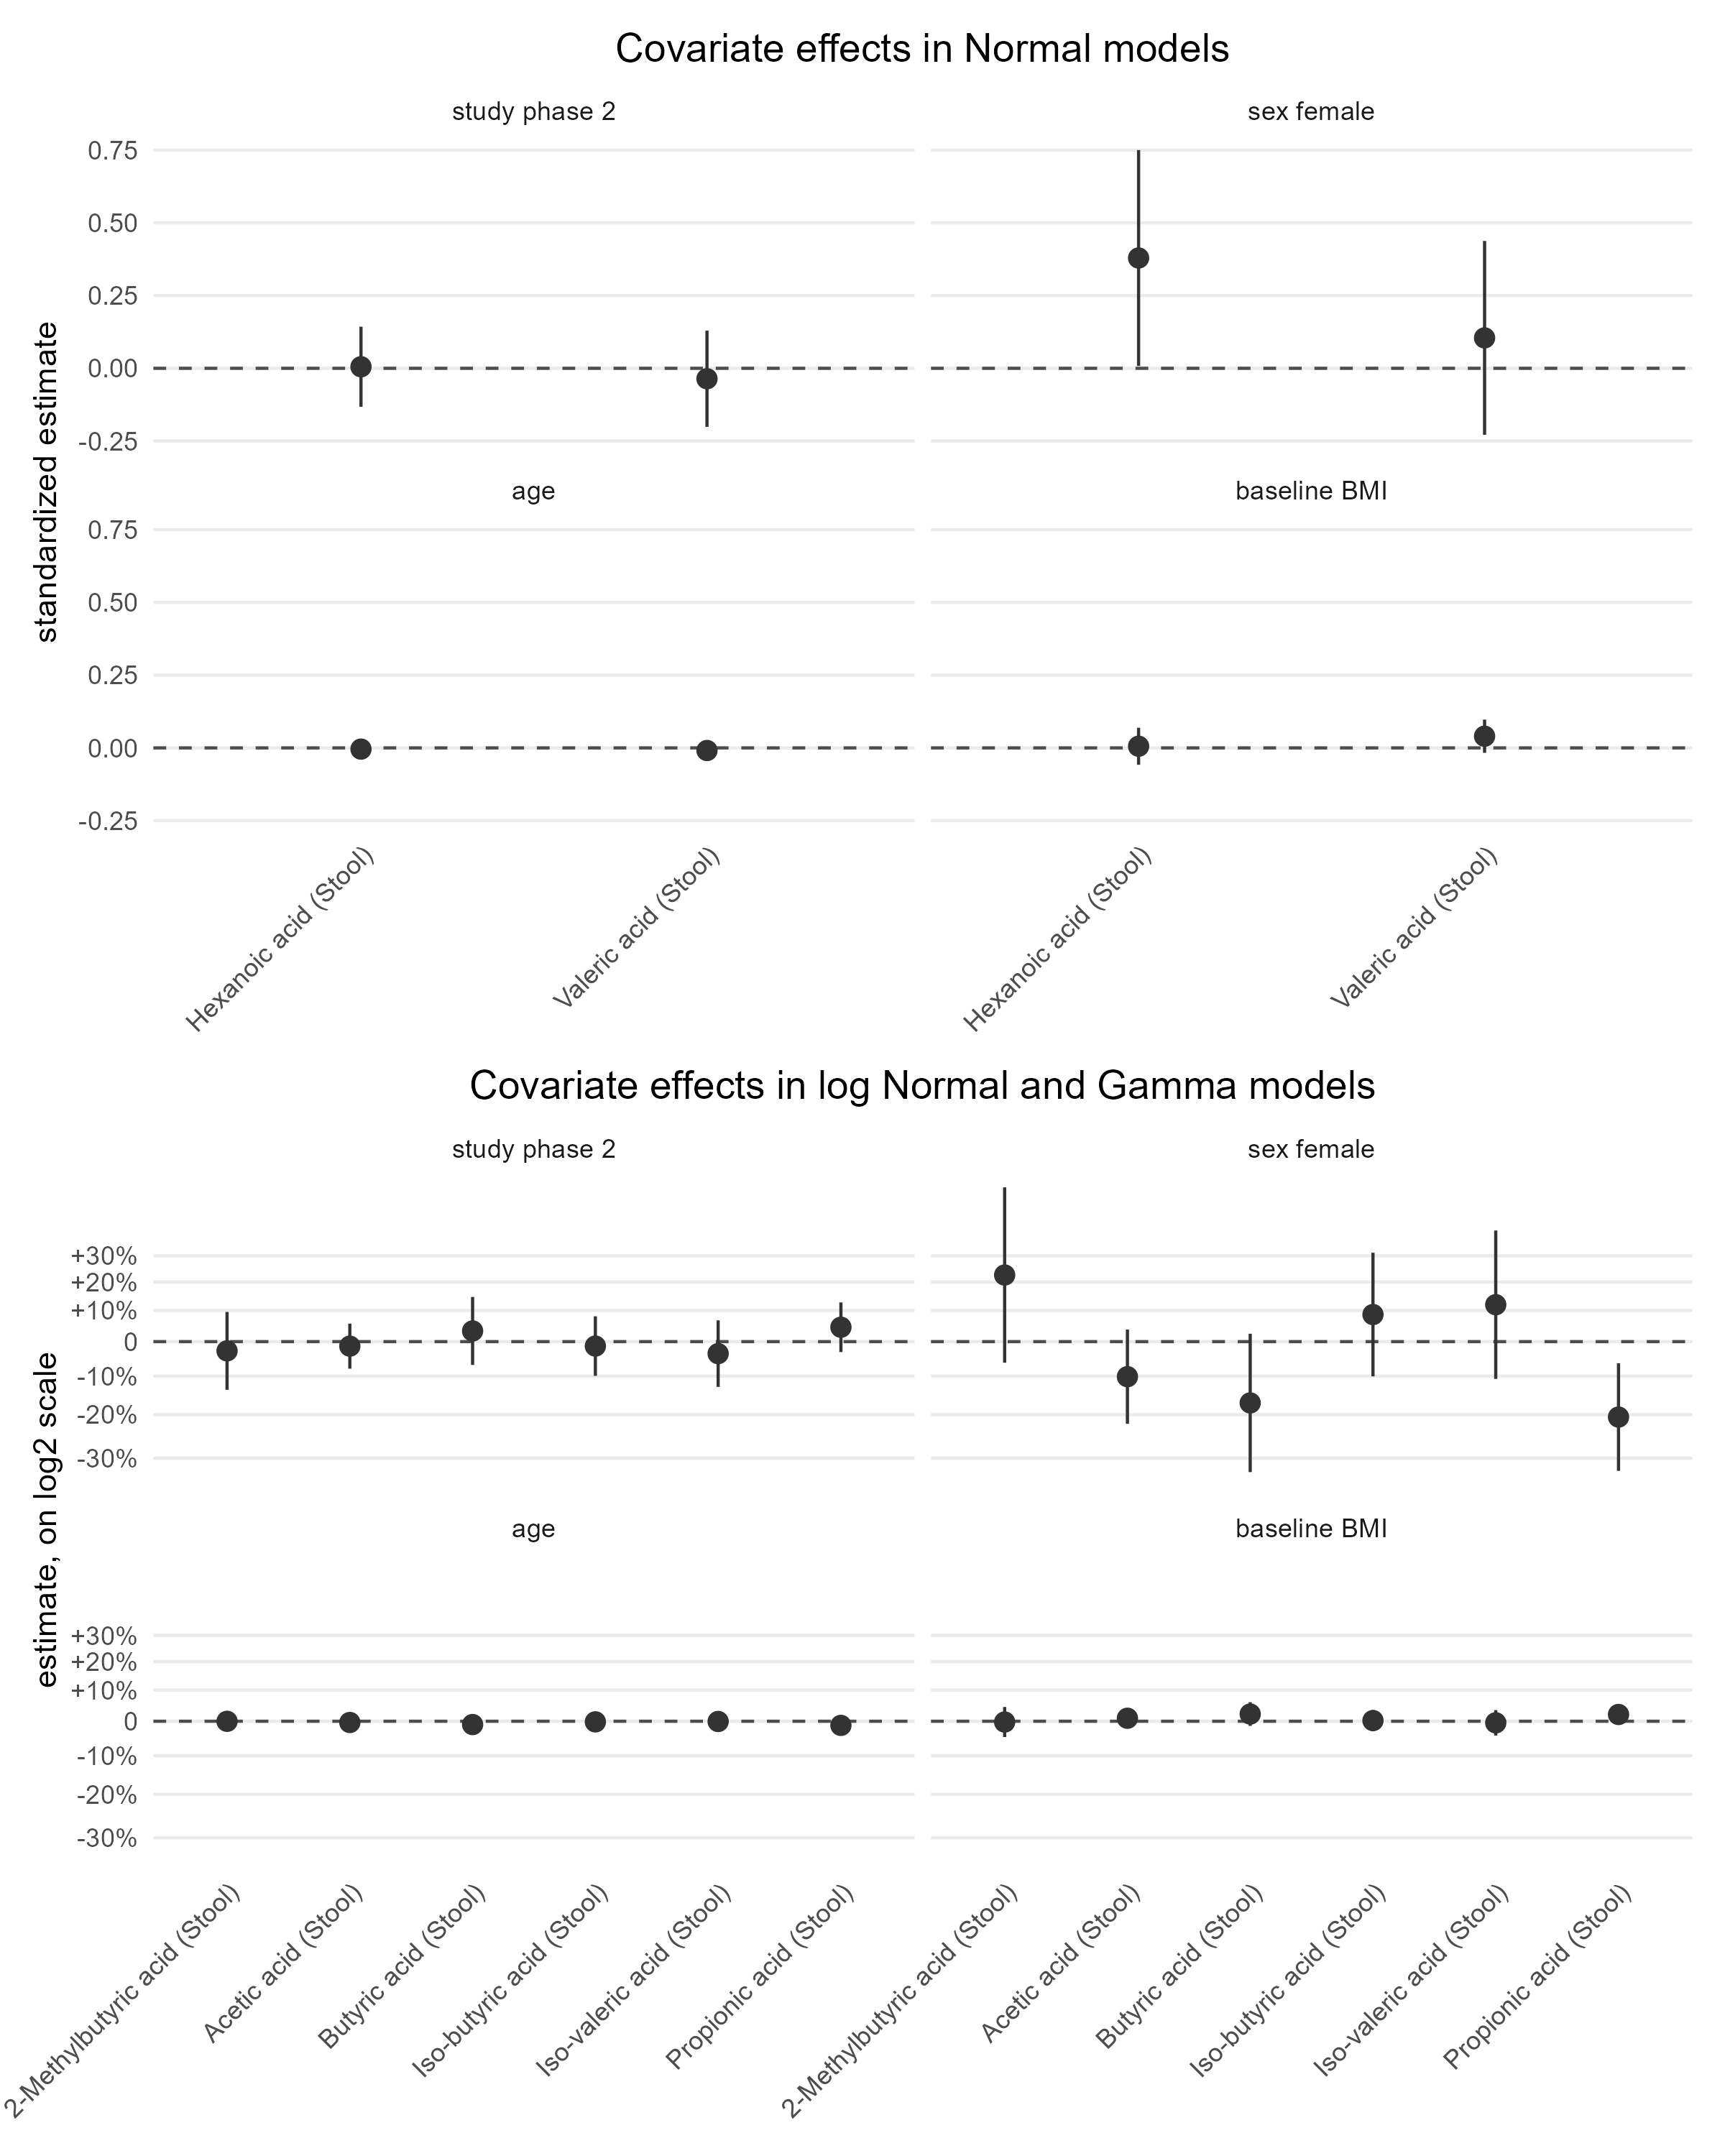 Covariate effects in Normal models
study phase 2
sex female
standardized estimate
0.75
0.50
0.25
0.00
-0.25
age
baseline BMI
0.75
0.50
0.25
0.00
-0.25
Hexanoic acid (Stool)
Valeric acid (Stool)
Hexanoic acid (Stool)
Valeric acid (Stool)
Covariate effects in log Normal and Gamma models
study phase 2
sex female
estimate, on log2 scale
+30%
+20%
+10%
0
-10%
-20%
-30%
age
baseline BMI
+30%
+20%
+10%
0
-10%
-20%
-30%
2-Methylbutyric acid (Stool)
Acetic acid (Stool)
Butyric acid (Stool)
Iso-butyric acid (Stool)
Iso-valeric acid (Stool)
Propionic acid (Stool)
2-Methylbutyric acid (Stool)
Acetic acid (Stool)
Butyric acid (Stool)
Iso-butyric acid (Stool)
Iso-valeric acid (Stool)
Propionic acid (Stool)